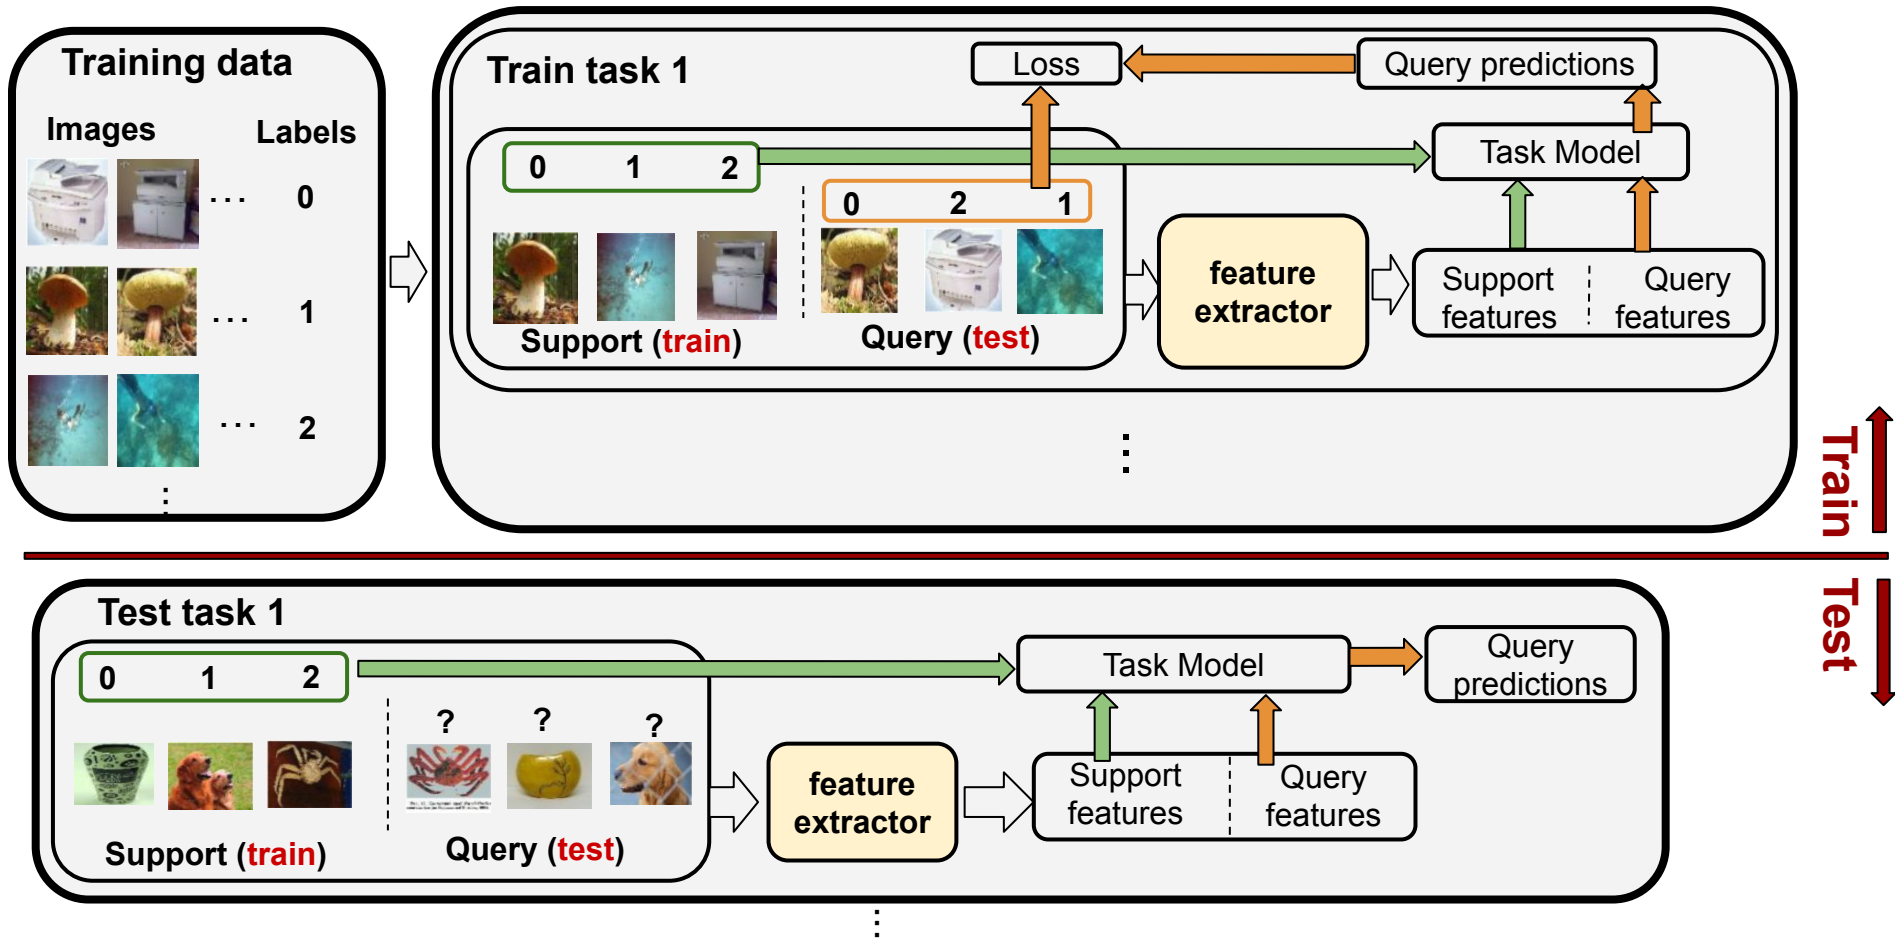 Training data
Images
Labels
... 0
... 1
... 2
⋮
Train task 1
Loss
Query predictions
Task Model
0 1 2
0 2 1
Support (train)
Query (test)
feature
extractor
Support
features
Query
features
⋮
Train
Test
Test task 1
0 1 2
? ? ?
Support (train)
Query (test)
feature
extractor
Task Model
Query
predictions
Support
features
Query
features
⋮